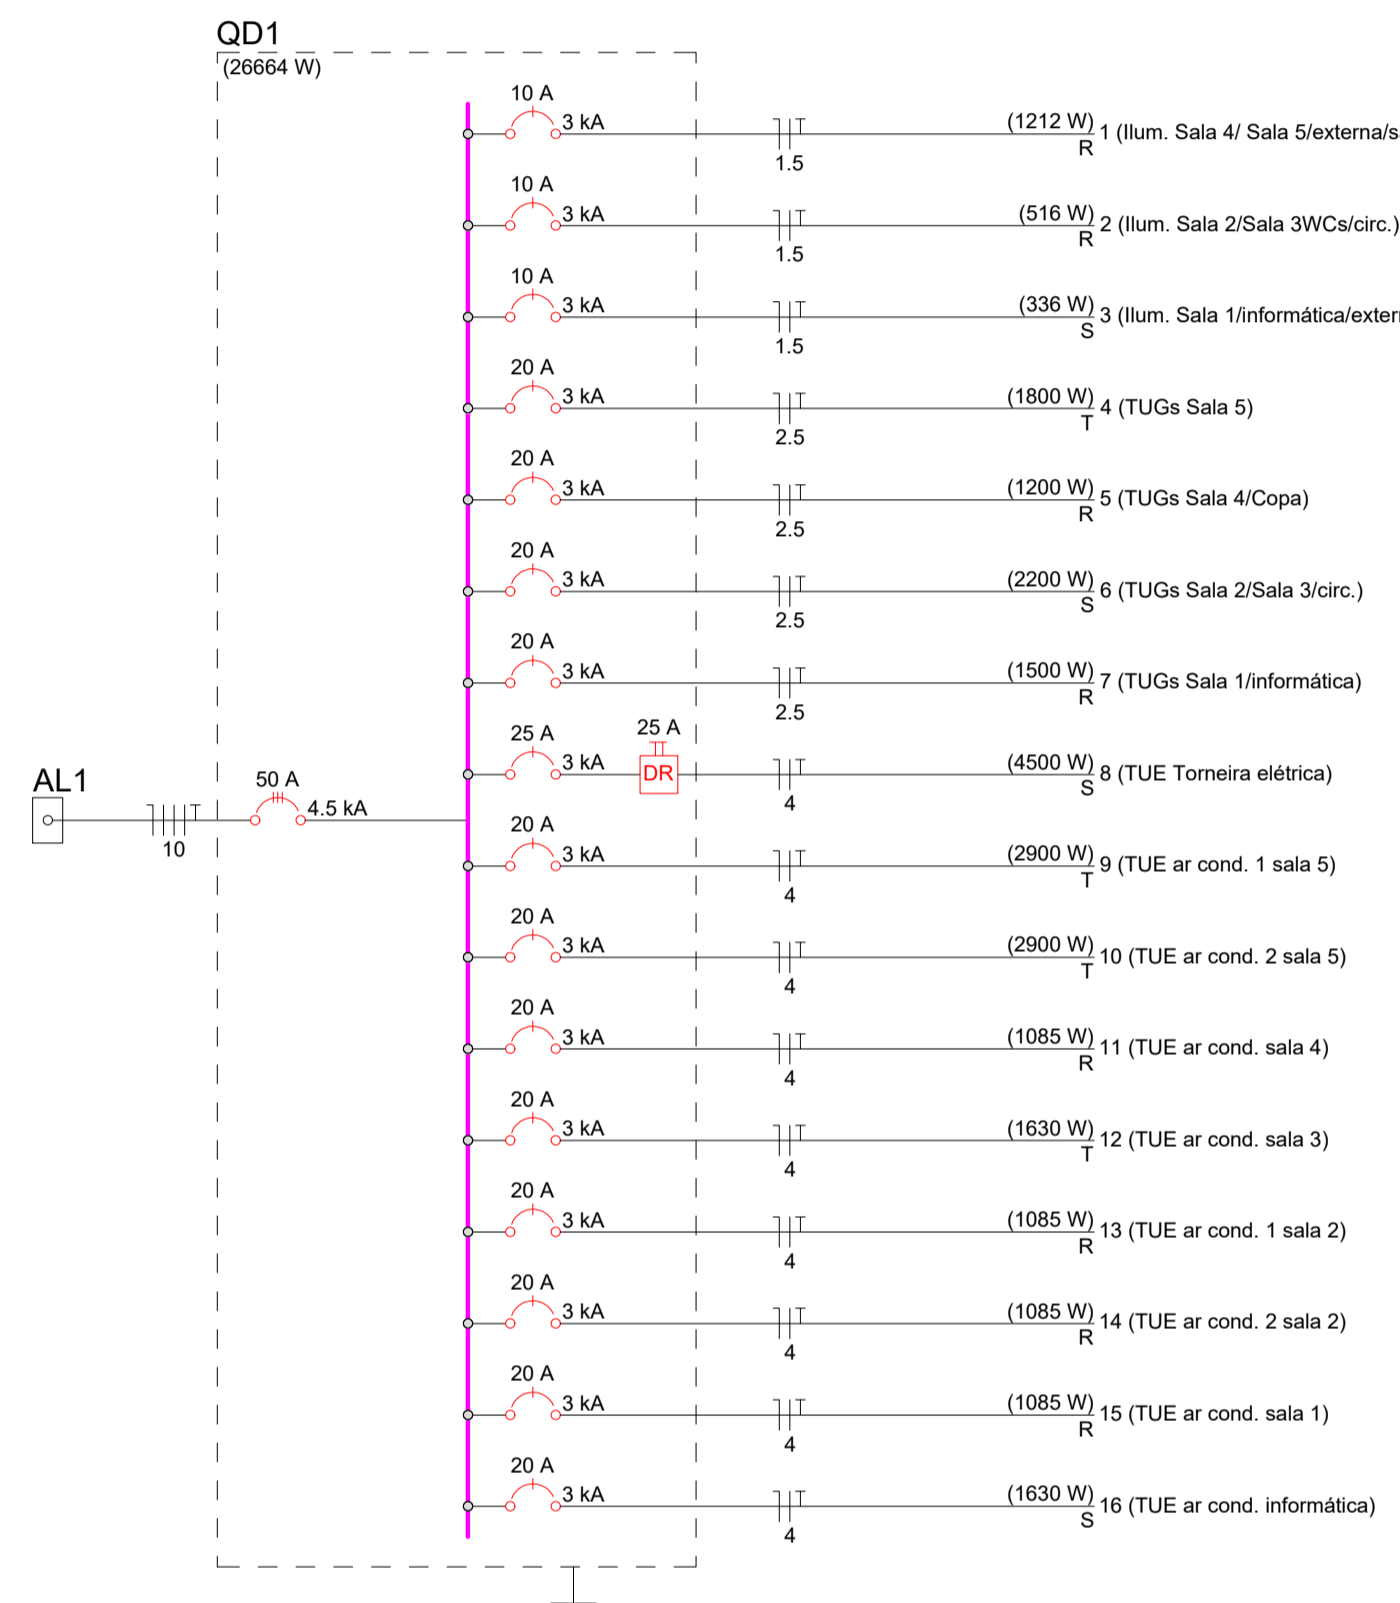 QD1
(26664 W)
10 A
3 kA
1.5
(1212 W)
R
1 (Ilum. Sala 4/ Sala 5/externa/s
10 A
3 kA
1.5
(516 W)
R
2 (Ilum. Sala 2/Sala 3WCs/circ.)
10 A
3 kA
1.5
(336 W)
S
3 (Ilum. Sala 1/informática/exter
20 A
3 kA
2.5
(1800 W)
T
4 (TUGs Sala 5)
20 A
3 kA
2.5
(1200 W)
R
5 (TUGs Sala 4/Copa)
20 A
3 kA
2.5
(2200 W)
S
6 (TUGs Sala 2/Sala 3/circ.)
20 A
3 kA
2.5
(1500 W)
R
7 (TUGs Sala 1/informática)
25 A
3 kA
25 A
DR
4
(4500 W)
S
8 (TUE Torneira elétrica)
AL1
10
50 A
4.5 kA
20 A
3 kA
4
(2900 W)
T
9 (TUE ar cond. 1 sala 5)
20 A
3 kA
4
(2900 W)
T
10 (TUE ar cond. 2 sala 5)
20 A
3 kA
4
(1085 W)
R
11 (TUE ar cond. sala 4)
20 A
3 kA
4
(1630 W)
T
12 (TUE ar cond. sala 3)
20 A
3 kA
4
(1085 W)
R
13 (TUE ar cond. 1 sala 2)
20 A
3 kA
4
(1085 W)
R
14 (TUE ar cond. 2 sala 2)
20 A
3 kA
4
(1085 W)
R
15 (TUE ar cond. sala 1)
20 A
3 kA
4
(1630 W)
S
16 (TUE ar cond. informática)